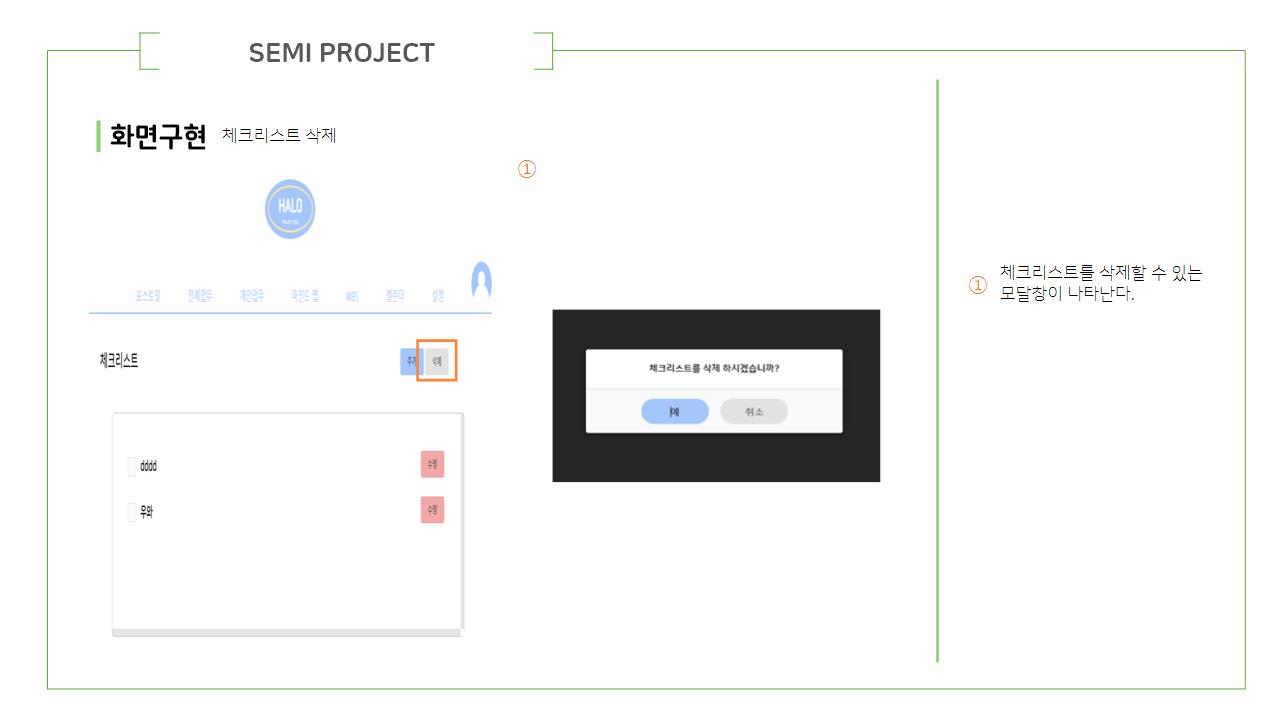 SEMI PROJECT
화면구현 체크리스트 삭제
①
HALO
포스트잇 전체업무 개인업무 마인드 맵 WBS 캘린더 설정
체크리스트 추가 삭제
dddd 수정
우와 수정
체크리스트를 삭제 하시겠습니까?
예 취소
① 체크리스트를 삭제할 수 있는
모달창이 나타난다.